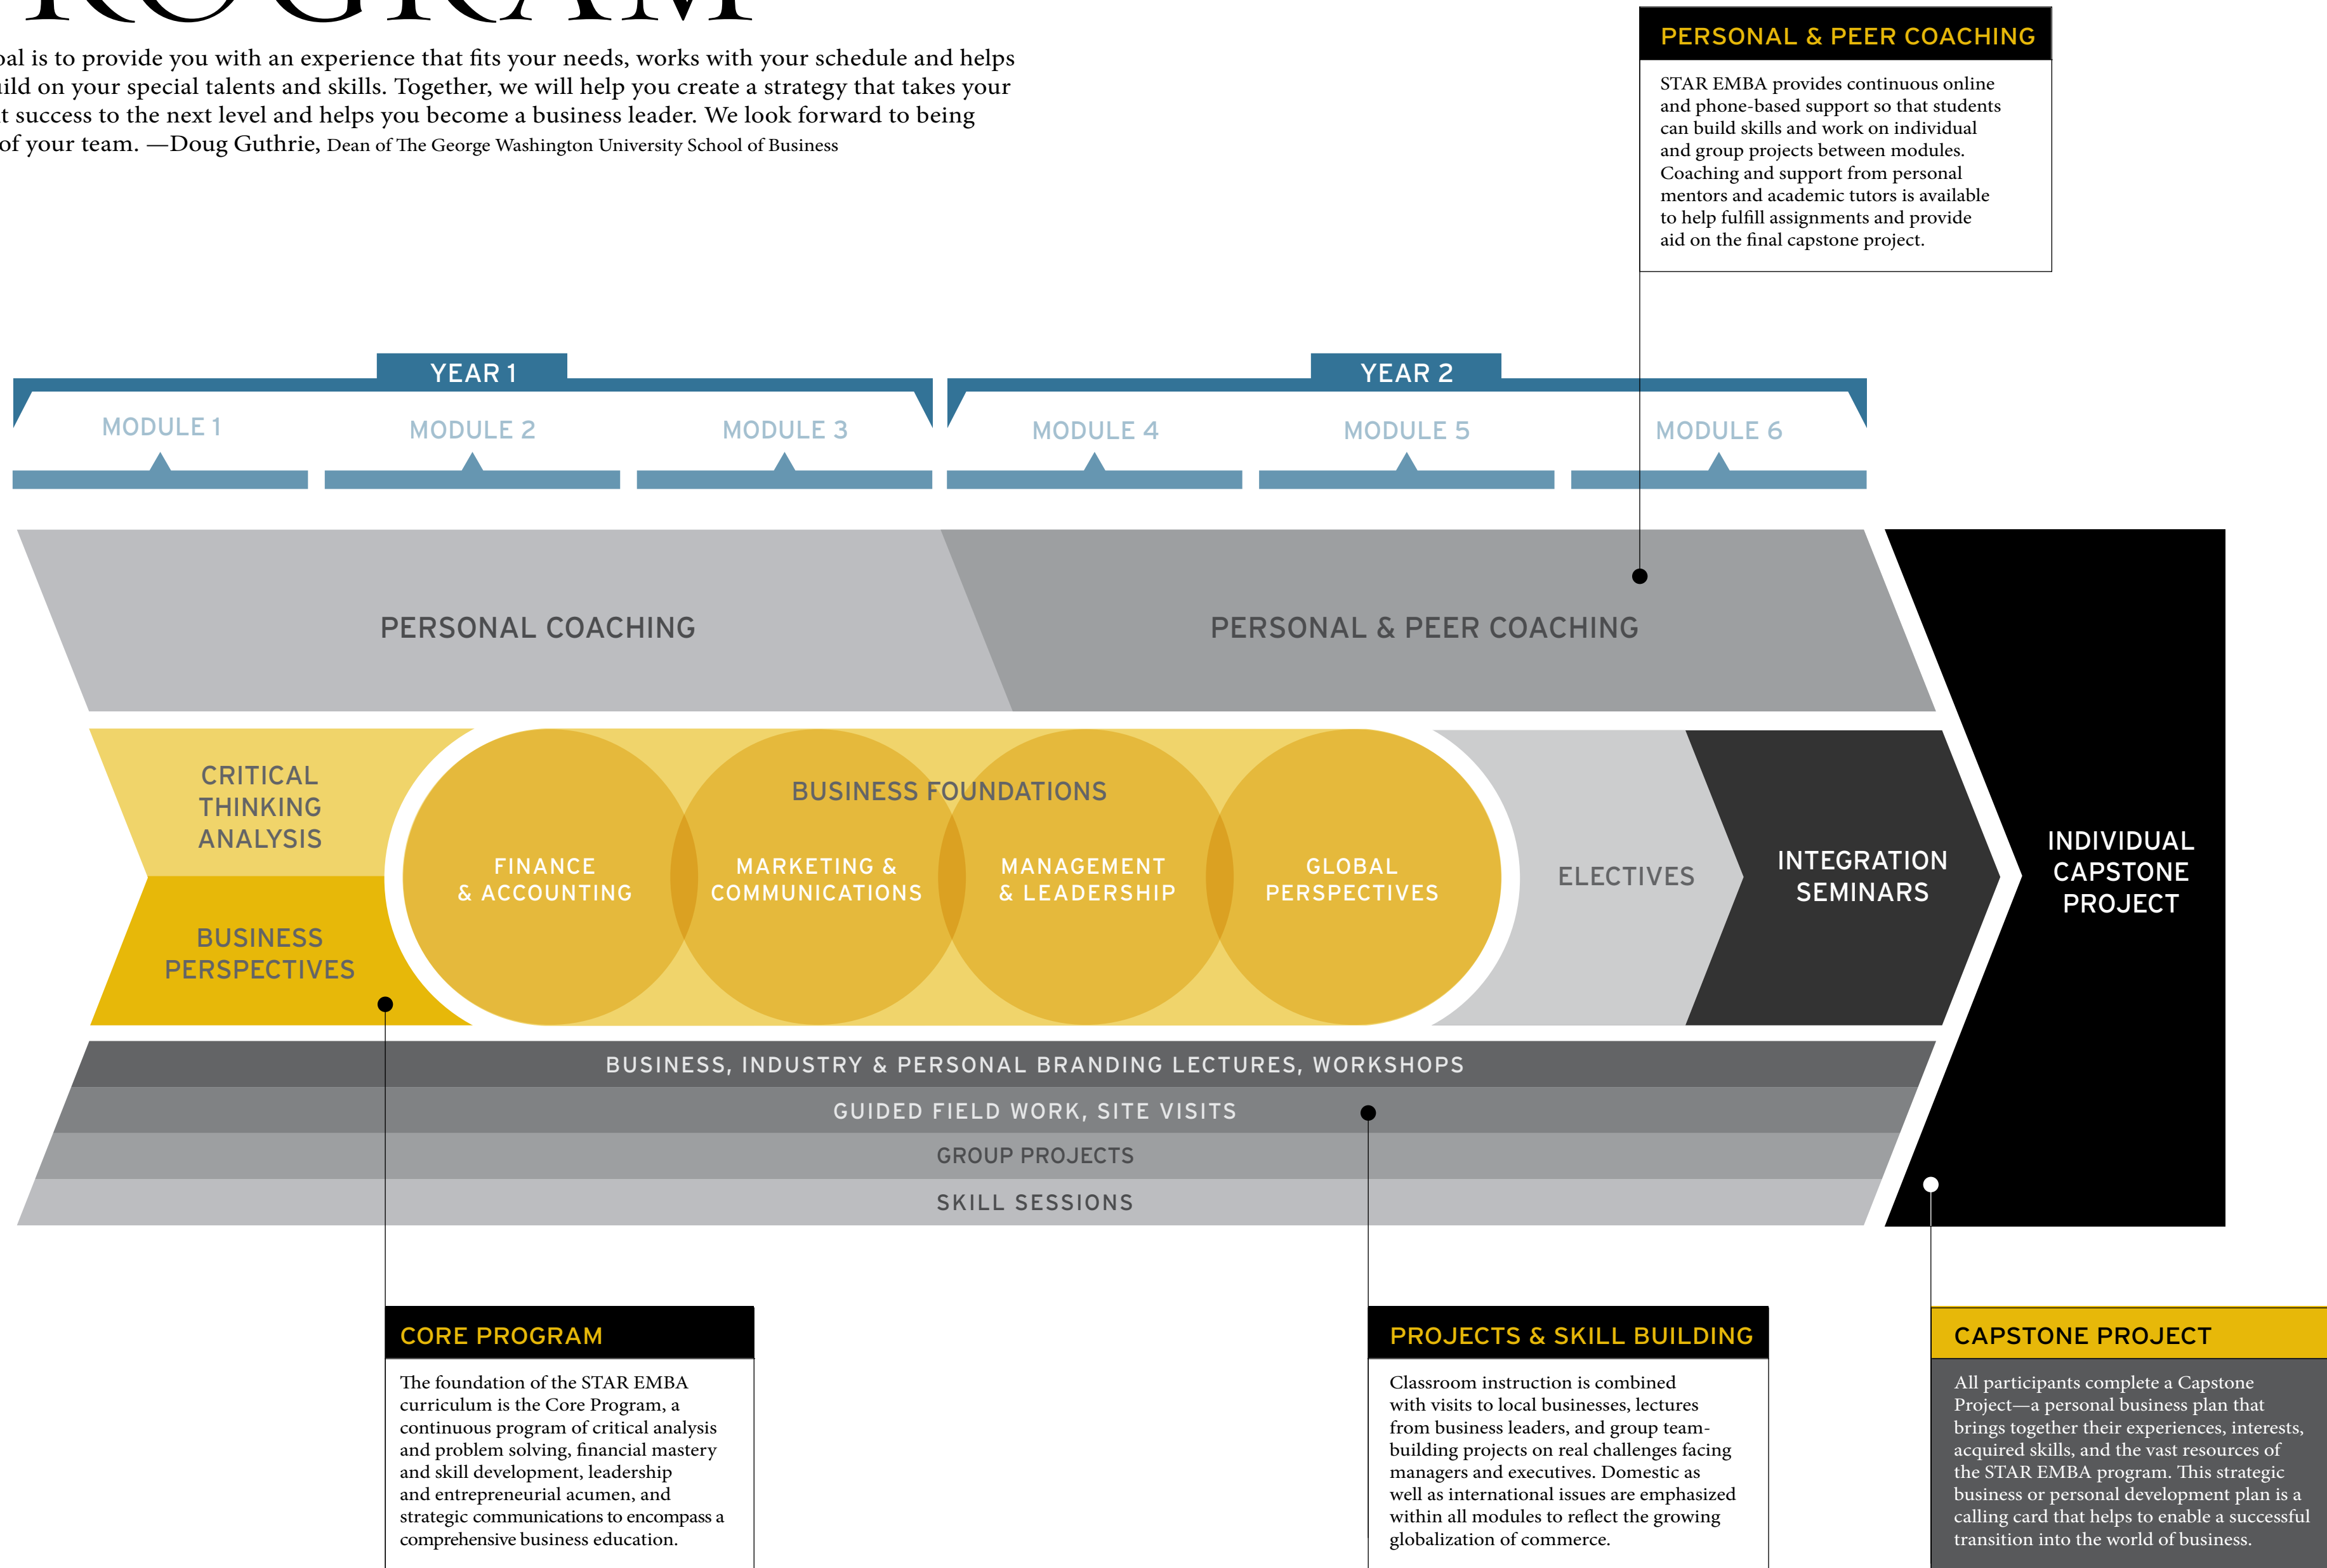 ROGRAM
oal is to provide you with an experience that fits your needs, works with your schedule and helps
ild on your special talents and skills. Together, we will help you create a strategy that takes your
t success to the next level and helps you become a business leader. We look forward to being
of your team. —Doug Guthrie, Dean of The George Washington University School of Business
PERSONAL & PEER COACHING
STAR EMBA provides continuous online
and phone-based support so that students
can build skills and work on individual
and group projects between modules.
Coaching and support from personal
mentors and academic tutors is available
to help fulfill assignments and provide
aid on the final capstone project.
YEAR 1
YEAR 2
MODULE 1
MODULE 2
MODULE 3
MODULE 4
MODULE 5
MODULE 6
PERSONAL COACHING
PERSONAL & PEER COACHING
CRITICAL
THINKING
ANALYSIS
BUSINESS
PERSPECTIVES
BUSINESS FOUNDATIONS
FINANCE
& ACCOUNTING
MARKETING &
COMMUNICATIONS
MANAGEMENT
& LEADERSHIP
GLOBAL
PERSPECTIVES
ELECTIVES
INTEGRATION
SEMINARS
INDIVIDUAL
CAPSTONE
PROJECT
BUSINESS, INDUSTRY & PERSONAL BRANDING LECTURES, WORKSHOPS
GUIDED FIELD WORK, SITE VISITS
GROUP PROJECTS
SKILL SESSIONS
CORE PROGRAM
The foundation of the STAR EMBA
curriculum is the Core Program, a
continuous program of critical analysis
and problem solving, financial mastery
and skill development, leadership
and entrepreneurial acumen, and
strategic communications to encompass a
comprehensive business education.
PROJECTS & SKILL BUILDING
Classroom instruction is combined
with visits to local businesses, lectures
from business leaders, and group team-
building projects on real challenges facing
managers and executives. Domestic as
well as international issues are emphasized
within all modules to reflect the growing
globalization of commerce.
CAPSTONE PROJECT
All participants complete a Capstone
Project—a personal business plan that
brings together their experiences, interests,
acquired skills, and the vast resources of
the STAR EMBA program. This strategic
business or personal development plan is a
calling card that helps to enable a successful
transition into the world of business.